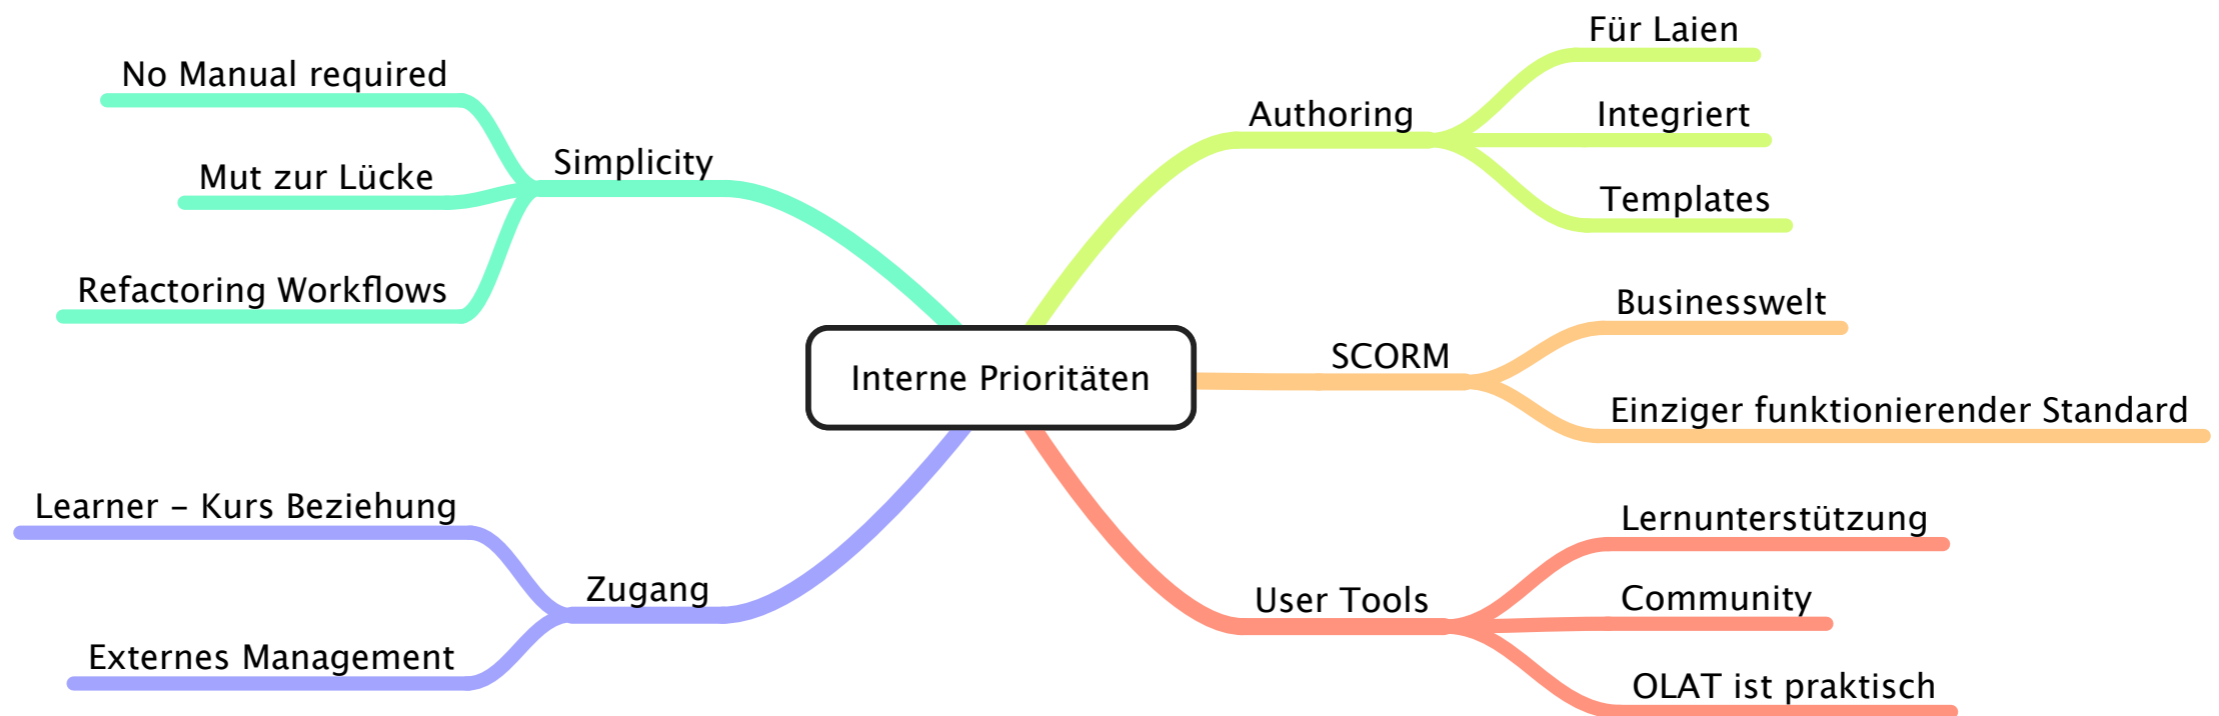 Interne Prioritäten
Simplicity
No Manual required
Mut zur Lücke
Refactoring Workflows
Zugang
Learner – Kurs Beziehung
Externes Management
Authoring
Für Laien
Integriert
Templates
SCORM
Businesswelt
Einziger funktionierender Standard
User Tools
Lernunterstützung
Community
OLAT ist praktisch